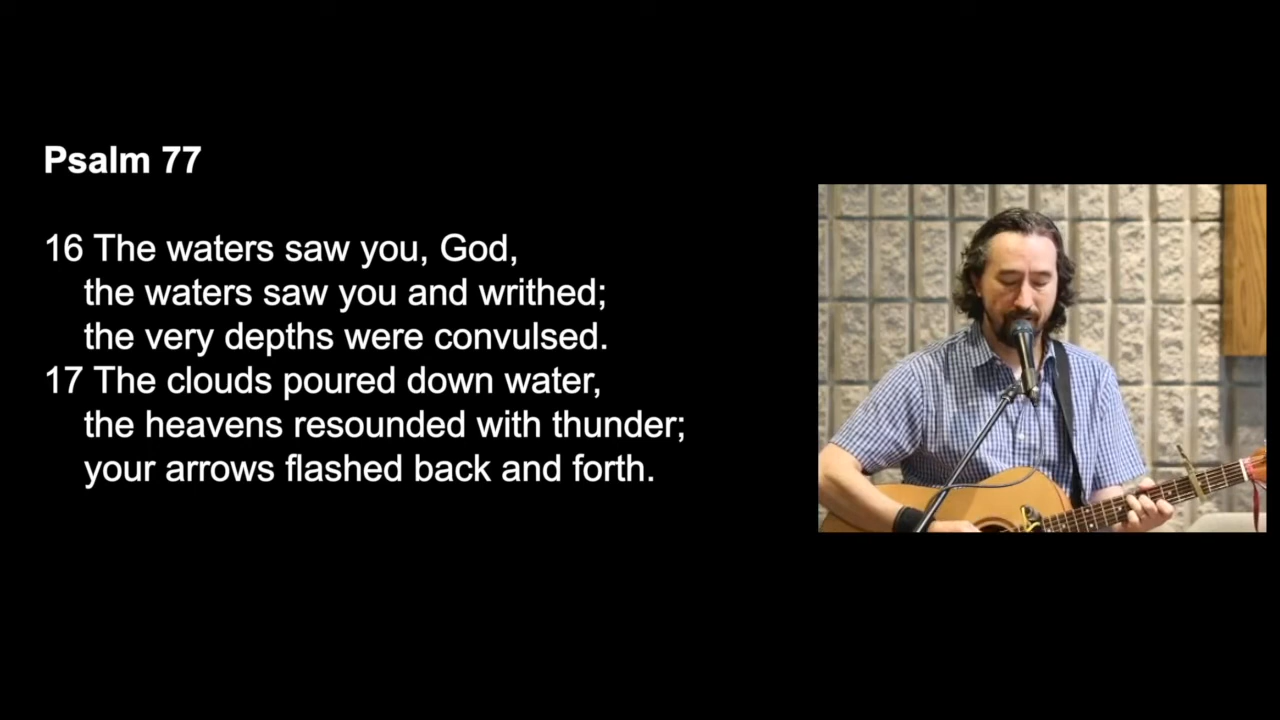 Psalm 77
16 The waters saw you, God,
the waters saw you and writhed;
the very depths were convulsed.
17 The clouds poured down water,
the heavens resounded with thunder;
your arrows flashed back and forth.